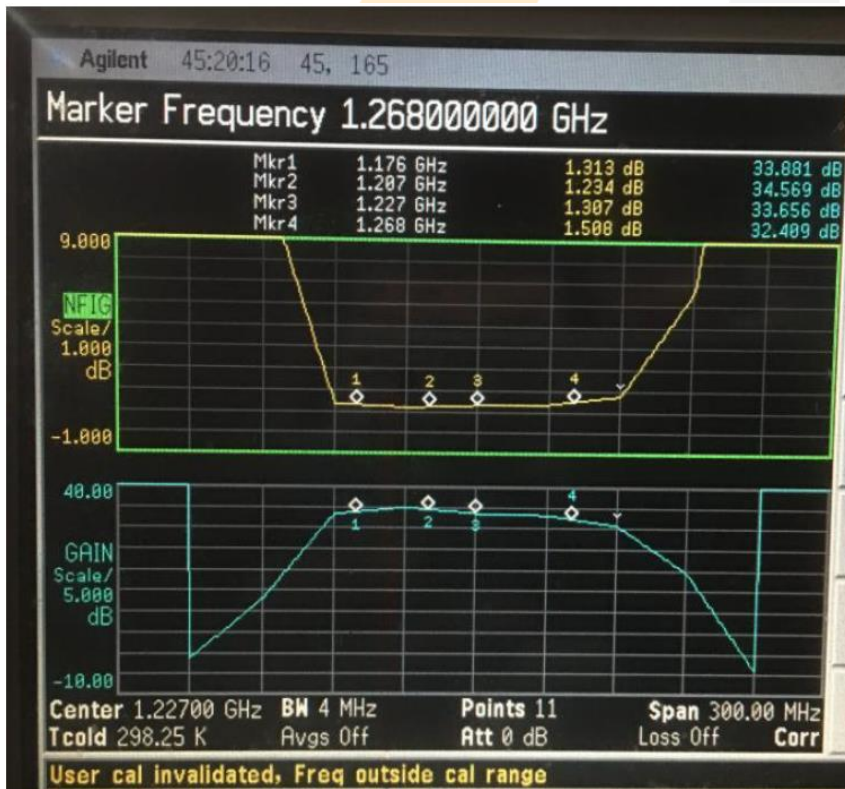 Agilent 45:20:16 45, 165
Marker Frequency 1.268000000 GHz
Mkr1 1.176 GHz 1.313 dB 33.881 dB
Mkr2 1.207 GHz 1.234 dB 34.569 dB
Mkr3 1.227 GHz 1.307 dB 33.656 dB
Mkr4 1.268 GHz 1.508 dB 32.409 dB
9.000
NFIG
Scale/
1.000
dB
1 2 3 4
-1.000
40.00
4
1 2 3
GAIN
Scale/
5.000
dB
-10.00
Center 1.22700 GHz BW 4 MHz Points 11 Span 300.00 MHz
Tcold 298.25 K Avgs Off Att 0 dB Loss Off Corr
User cal invalidated, Freq outside cal range